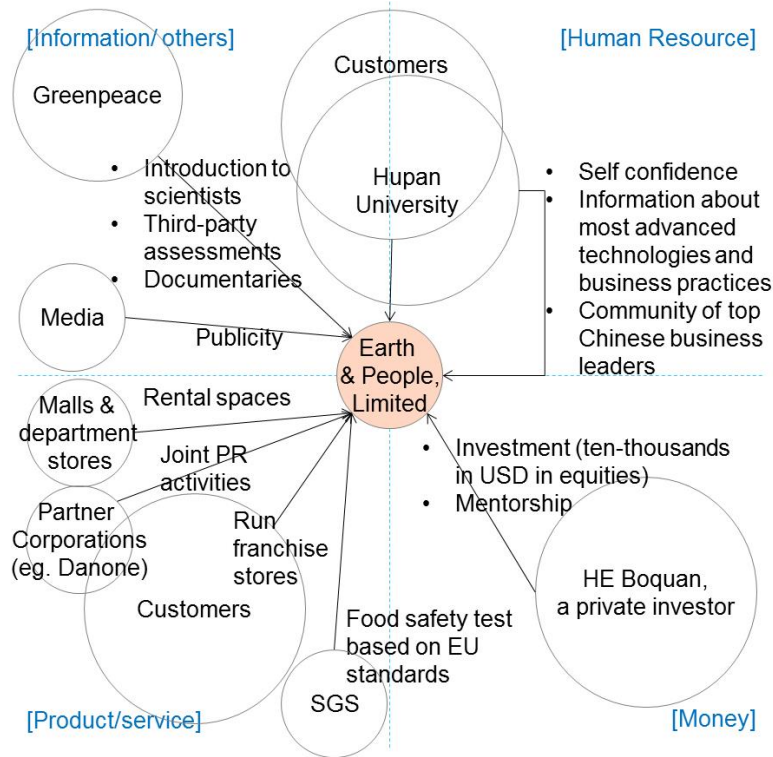 [Information/ others]
[Human Resource]
Greenpeace
Customers
Hupan
University
• Introduction to
scientists
• Third-party
assessments
• Documentaries
• Self confidence
• Information about
most advanced
technologies and
business practices
• Community of top
Chinese business
leaders
Media
Publicity
Earth
& People,
Limited
Malls &
department
stores
Rental spaces
Joint PR
activities
Partner
Corporations
(eg. Danone)
Run
franchise
stores
Customers
• Investment (ten-thousands
in USD in equities)
• Mentorship
HE Boquan,
a private investor
Food safety test
based on EU
standards
SGS
[Product/service]
[Money]